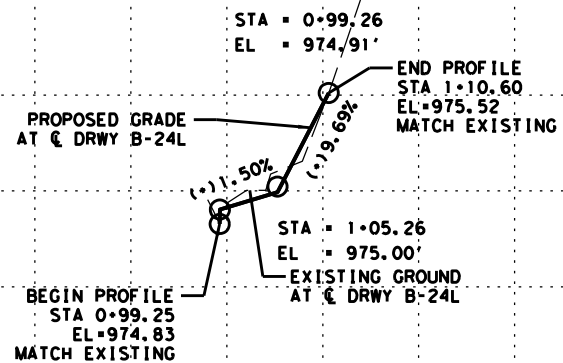 STA = 0+99.26
EL = 974.91'
END PROFILE
STA 1+10.60
EL=975.52
MATCH EXISTING
PROPOSED GRADE
AT ℄ DRWY B-24L
(+)9.69%
(+)1.50%
STA = 1+05.26
EL = 975.00'
EXISTING GROUND
AT ℄ DRWY B-24L
BEGIN PROFILE
STA 0+99.25
EL=974.83
MATCH EXISTING